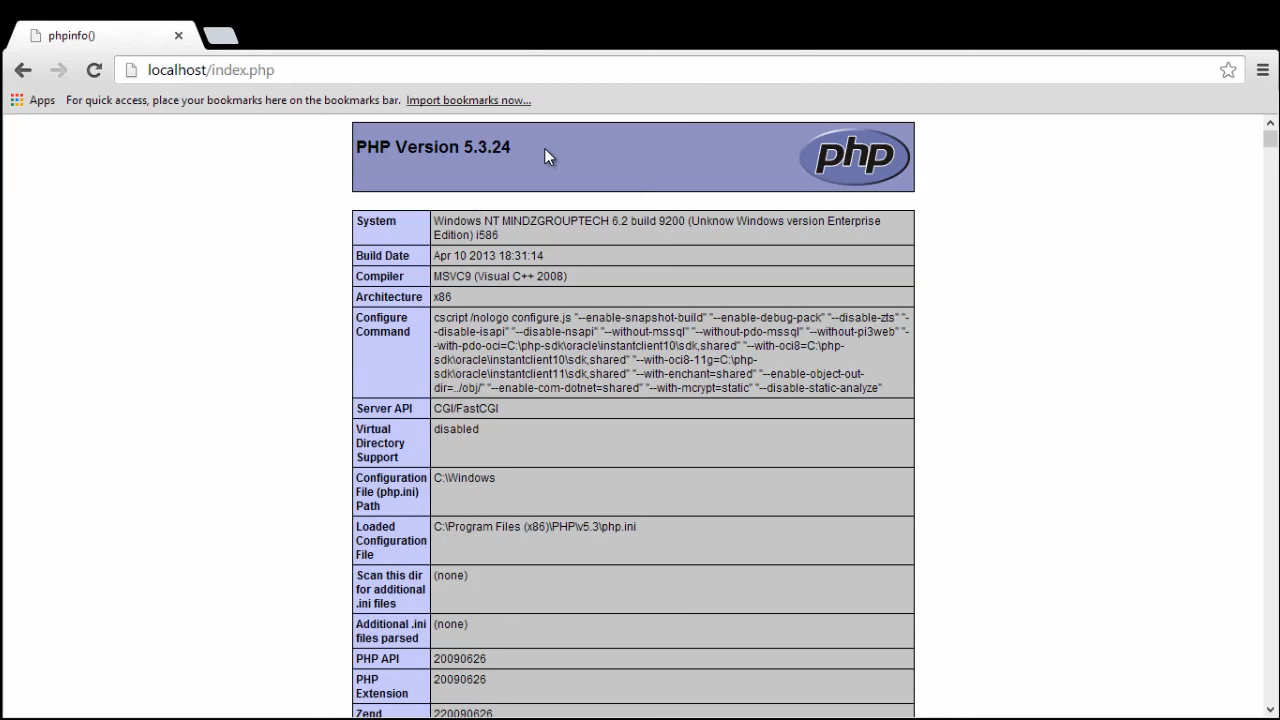 phpinfo()
localhost/index.php
Apps For quick access, place your bookmarks here on the bookmarks bar. Import bookmarks now...
PHP Version 5.3.24
php
System
Windows NT MINDZGROUPTECH 6.2 build 9200 (Unknow Windows version Enterprise
Edition) i586
Build Date
Apr 10 2013 18:31:14
Compiler
MSVC9 (Visual C++ 2008)
Architecture
x86
Configure
Command
cscript /nologo configure.js "--enable-snapshot-build" "--enable-debug-pack" "--disable-zts" "-
-disable-isapi" "--disable-nsapi" "--without-mssql" "--without-pdo-mssql" "--without-pi3web" "-
-with-pdo-oci=C:\php-sdk\oracle\instantclient10\sdk,shared" "--with-oci8=C:\php-
sdk\oracle\instantclient10\sdk,shared" "--with-oci8-11g=C:\php-
sdk\oracle\instantclient11\sdk,shared" "--with-enchant=shared" "--enable-object-out-
dir=../obj/" "--enable-com-dotnet=shared" "--with-mcrypt=static" "--disable-static-analyze"
Server API
CGI/FastCGI
Virtual
Directory
Support
disabled
Configuration
File (php.ini)
Path
C:\Windows
Loaded
Configuration
File
C:\Program Files (x86)\PHP\v5.3\php.ini
Scan this dir
for additional
.ini files
(none)
Additional .ini
files parsed
(none)
PHP API
20090626
PHP
Extension
20090626
Zend
220090626